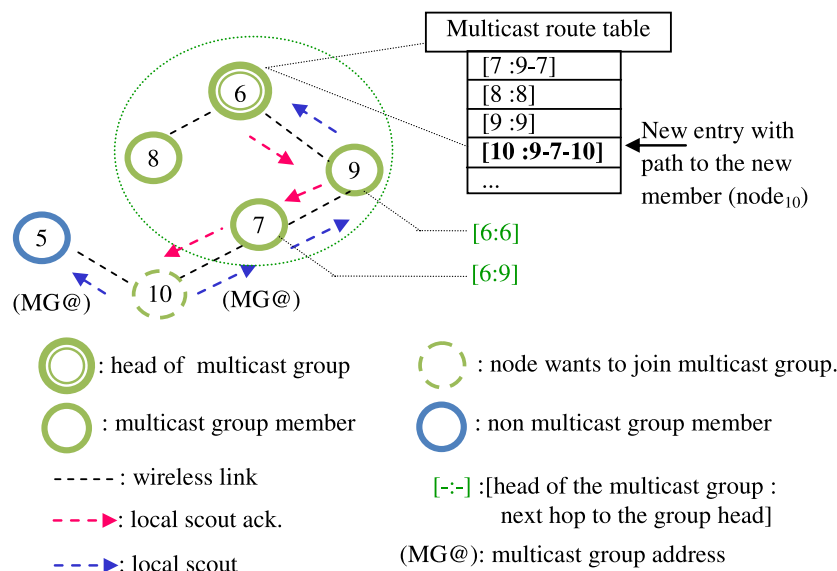 Multicast route table
[7 :9-7]
[8 :8]
[9 :9]
[10 :9-7-10]
...
New entry with
path to the new
member (node10)
6
8
9
7
5
10
[6:6]
[6:9]
(MG@)
(MG@)
: head of multicast group
: node wants to join multicast group.
: multicast group member
: non multicast group member
: wireless link
[-:-] :[head of the multicast group :
next hop to the group head]
: local scout ack.
(MG@): multicast group address
: local scout